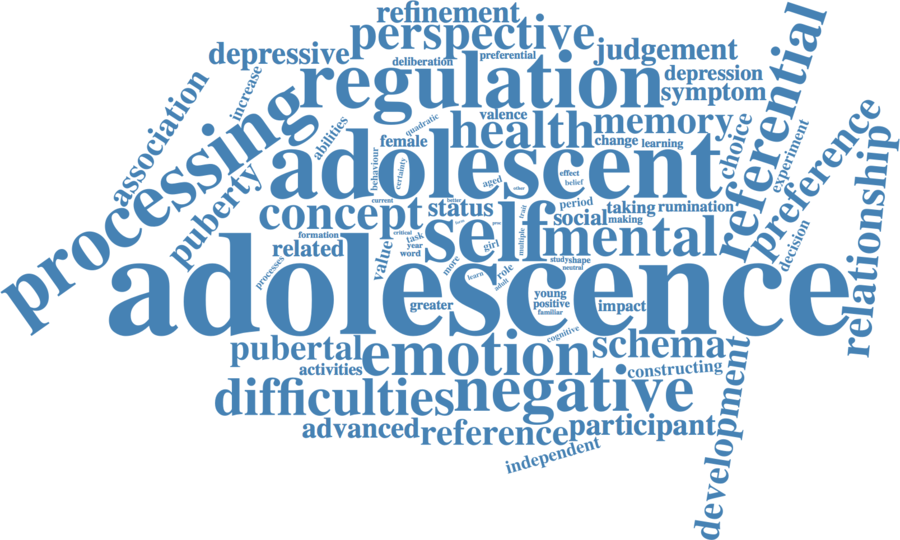 refinement
perspective
depressive
deliberation
preferential
judgement
regulation
depression
symptom
association
increase
processing
abilities
quadratic
valence
health
memory
female
change
learning
choice
referential
experiment
preference
relationship
adolescent
behaviour
certainty
aged
other
effect
belief
puberty
current
better
concept
status
trait
period
social
taking
rumination
making
self
mental
decision
formation
related
critical
task
year
word
value
girl
multiple
study
shape
neutral
processes
more
learn
role
adult
adolescence
greater
young
positive
familiar
impact
pubertal
emotion
cognitive
schema
activities
constructing
difficulties
negative
development
advanced
reference
participant
independent